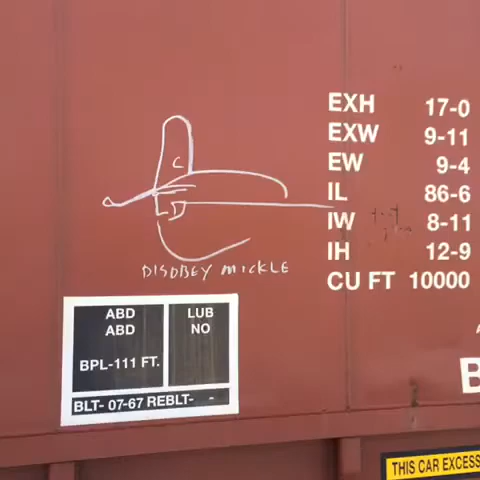 EXH 17-0
EXW 9-11
EW 9-4
IL 86-6
IW 8-11
IH 12-9
CU FT 10000
C
DISOBEY MICKLE
ABD LUB
ABD NO
BPL-111 FT.
BLT- 07-67 REBLT- -
B
THIS CAR EXCESS